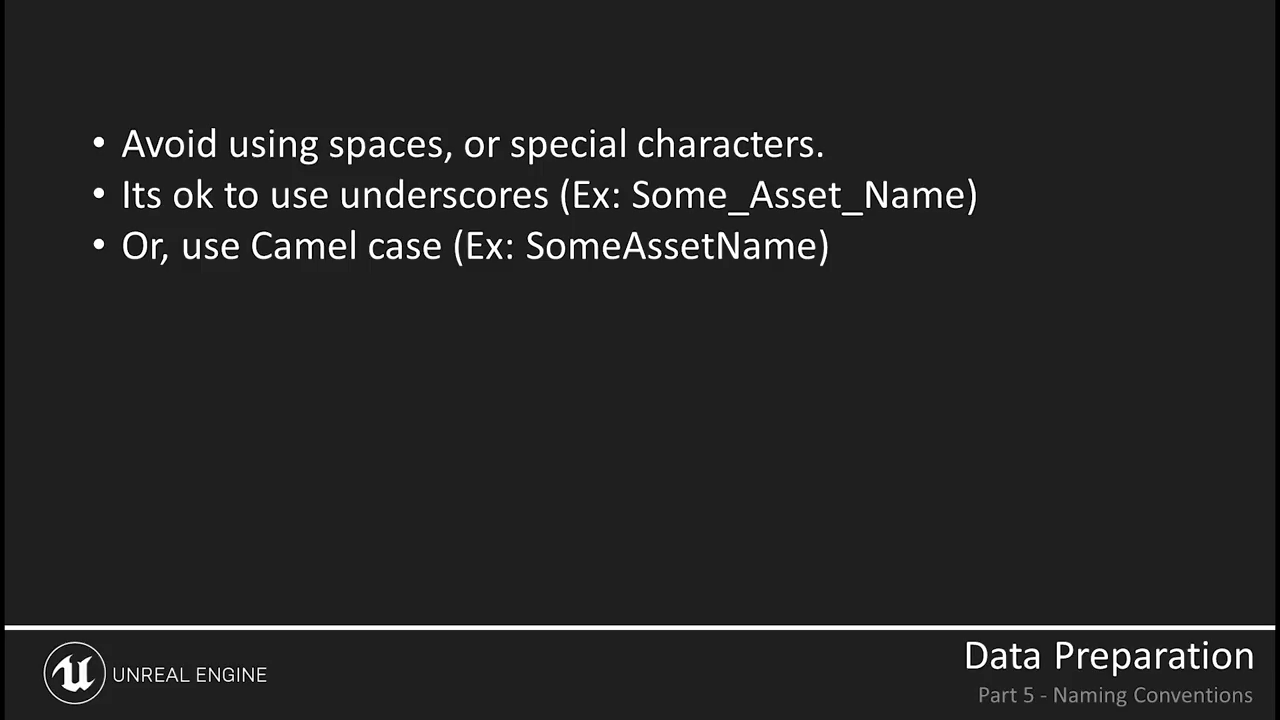 • Avoid using spaces, or special characters.
• Its ok to use underscores (Ex: Some_Asset_Name)
• Or, use Camel case (Ex: SomeAssetName)
UNREAL ENGINE
Data Preparation
Part 5 - Naming Conventions